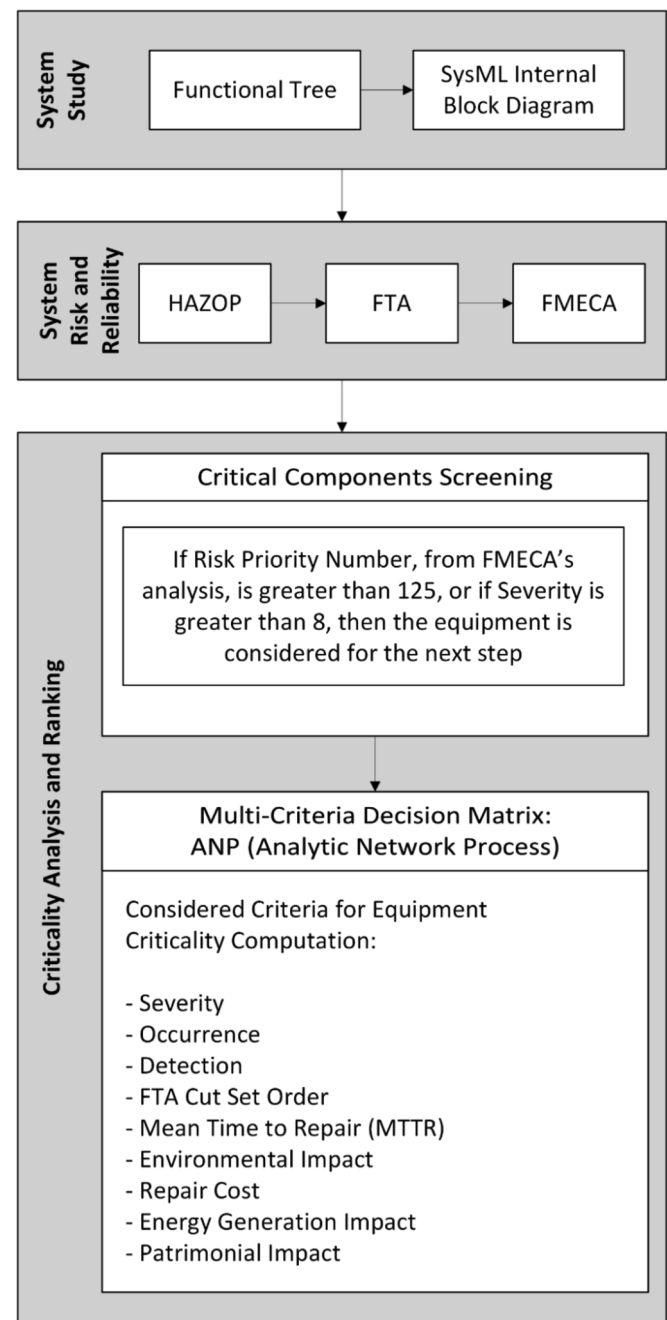 System
Study
Functional Tree
SysML Internal
Block Diagram
System
Risk and
Reliability
HAZOP
FTA
FMECA
Criticality Analysis and Ranking
Critical Components Screening
If Risk Priority Number, from FMECA’s
analysis, is greater than 125, or if Severity is
greater than 8, then the equipment is
considered for the next step
Multi-Criteria Decision Matrix:
ANP (Analytic Network Process)
Considered Criteria for Equipment
Criticality Computation:
- Severity
- Occurrence
- Detection
- FTA Cut Set Order
- Mean Time to Repair (MTTR)
- Environmental Impact
- Repair Cost
- Energy Generation Impact
- Patrimonial Impact